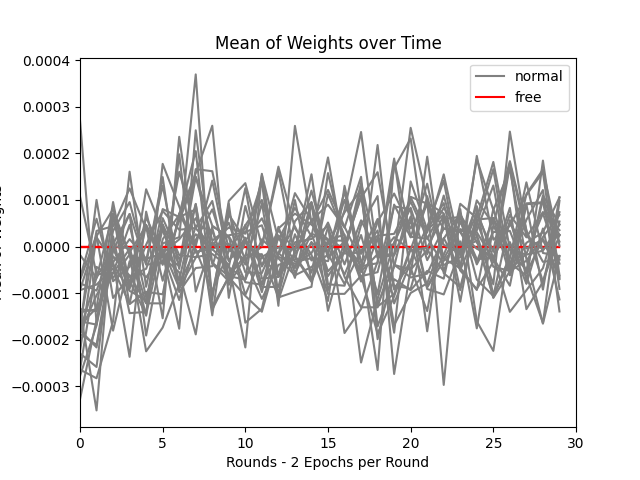 Mean of Weights over Time
normal
free
0.0004
0.0003
0.0002
0.0001
0.0000
−0.0001
−0.0002
−0.0003
0 5 10 15 20 25 30
Rounds - 2 Epochs per Round